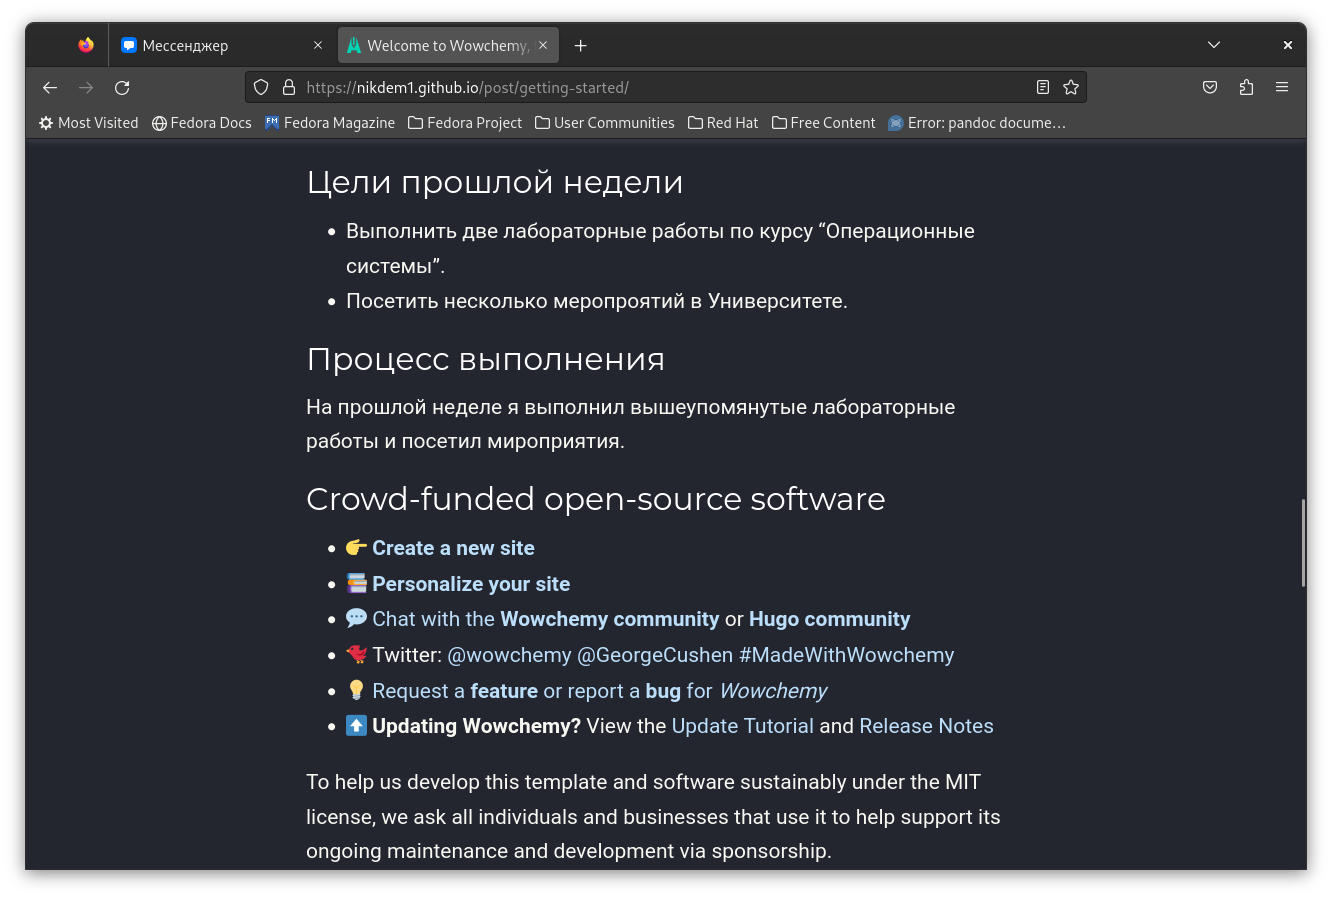 Мессенджер
Welcome to Wowchemy,
https://nikdem1.github.io/post/getting-started/
Most Visited
Fedora Docs
FM
Fedora Magazine
Fedora Project
User Communities
Red Hat
Free Content
Error: pandoc docume…
Цели прошлой недели
Выполнить две лабораторные работы по курсу “Операционные
системы”.
Посетить несколько меропроятий в Университете.
Процесс выполнения
На прошлой неделе я выполнил вышеупомянутые лабораторные
работы и посетил мироприятия.
Crowd-funded open-source software
Create a new site
Personalize your site
Chat with the Wowchemy community or Hugo community
Twitter: @wowchemy @GeorgeCushen #MadeWithWowchemy
Request a feature or report a bug for Wowchemy
Updating Wowchemy? View the Update Tutorial and Release Notes
To help us develop this template and software sustainably under the MIT
license, we ask all individuals and businesses that use it to help support its
ongoing maintenance and development via sponsorship.